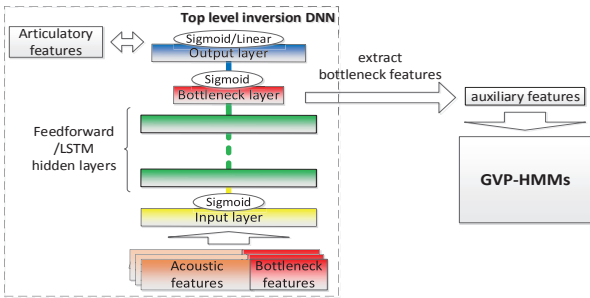 Top level inversion DNN
Articulatory
features
Sigmoid/Linear
Output layer
Sigmoid
Bottleneck layer
extract
bottleneck features
auxiliary features
Feedforward
/LSTM
hidden layers
GVP-HMMs
Sigmoid
Input layer
Acoustic
features
Bottleneck
features